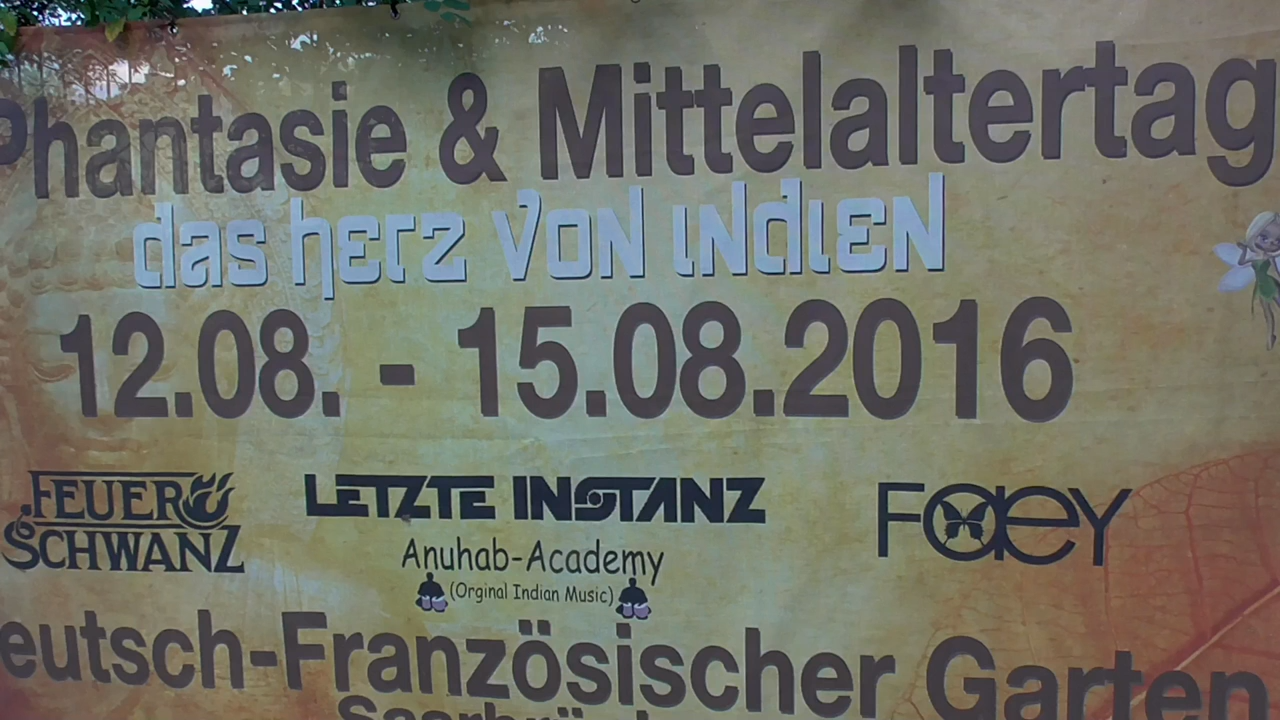 Phantasie & Mittelaltertag
das Herz von Indien
12.08. - 15.08.2016
FEUER SCHWANZ
LETZTE INSTANZ
FaeY
Anuhab-Academy
(Orginal Indian Music)
eutsch-Französischer Garten